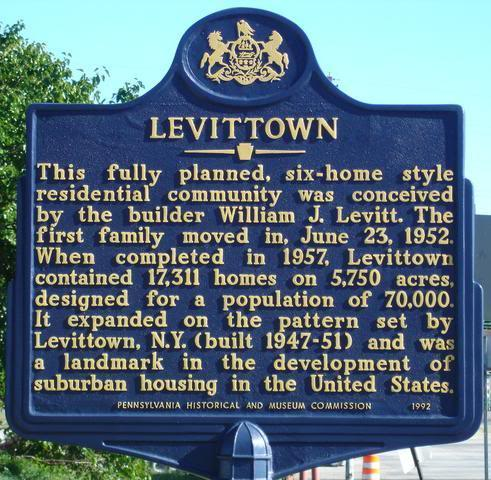 LEVITTOWN
This fully planned, six-home style
residential community was conceived
by the builder William J. Levitt. The
first family moved in, June 23, 1952.
When completed in 1957, Levittown
contained 17,311 homes on 5,750 acres,
designed for a population of 70,000.
It expanded on the pattern set by
Levittown, N.Y. (built 1947-51) and was
a landmark in the development of
suburban housing in the United States.
PENNSYLVANIA HISTORICAL AND MUSEUM COMMISSION 1992